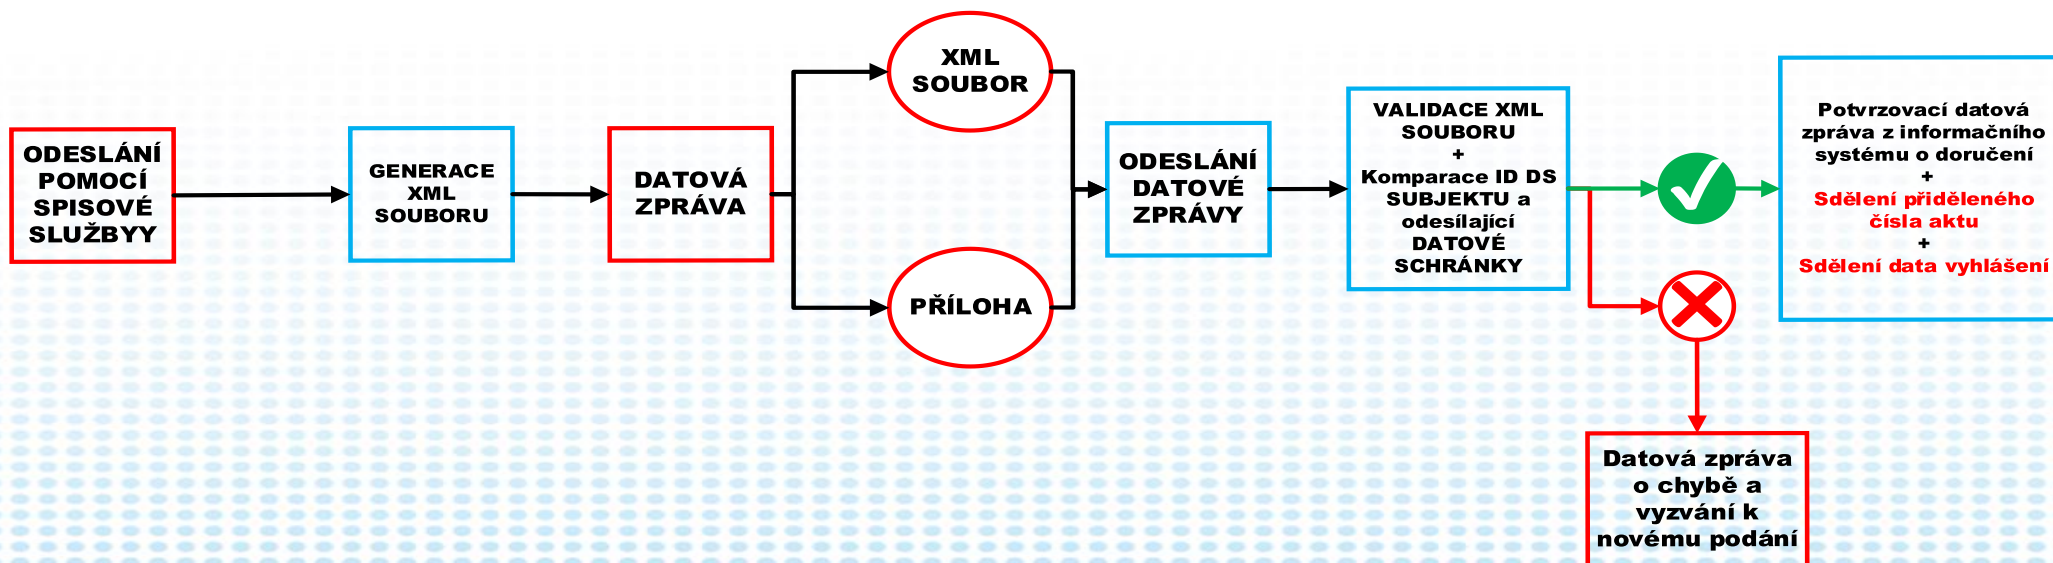 ODESLÁNÍ
POMOCÍ
SPISOVÉ
SLUŽBYY
GENERACE
XML
SOUBORU
DATOVÁ
ZPRÁVA
XML
SOUBOR
PŘÍLOHA
ODESLÁNÍ
DATOVÉ
ZPRÁVY
VALIDACE XML
SOUBORU
+
Komparace ID DS
SUBJEKTU a
odesílající
DATOVÉ
SCHRÁNKY
Potvrzovací datová
zpráva z informačního
systému o doručení
+
Sdělení přiděleného
čísla aktu
+
Sdělení data vyhlášení
Datová zpráva
o chybě a
vyzvání k
novému podání